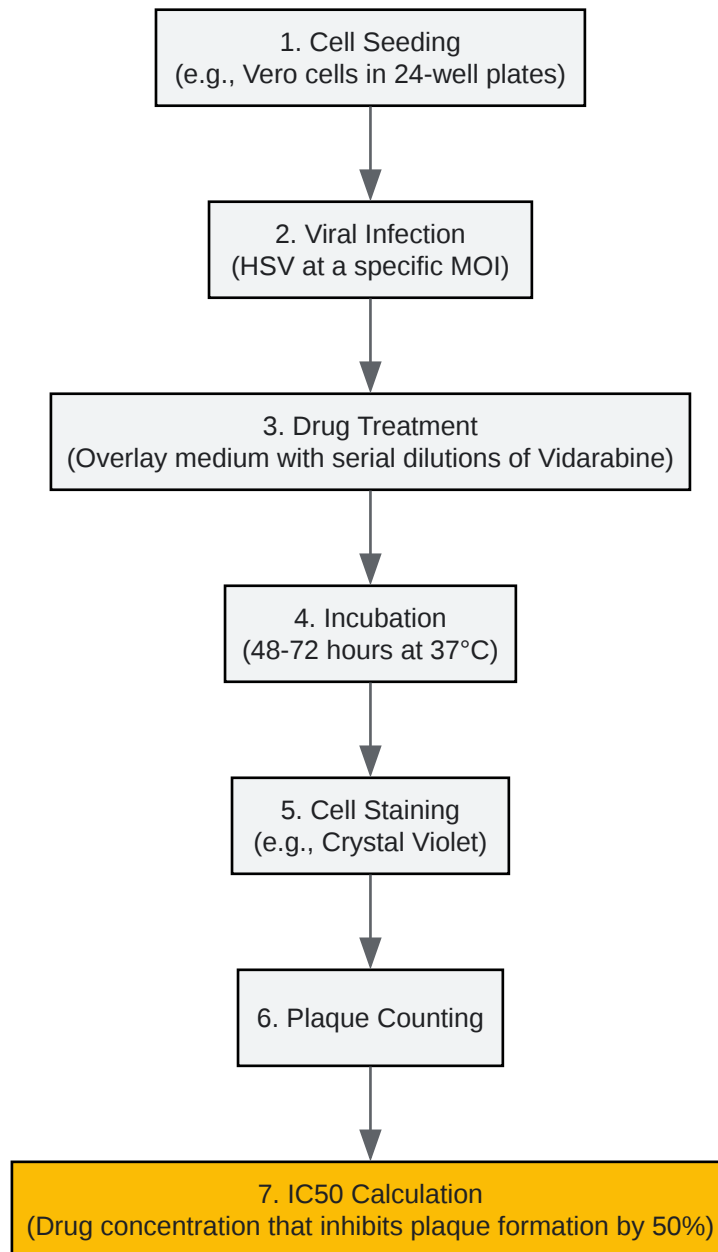 1. Cell Seeding
(e.g., Vero cells in 24-well plates)
2. Viral Infection
(HSV at a specific MOI)
3. Drug Treatment
(Overlay medium with serial dilutions of Vidarabine)
4. Incubation
(48-72 hours at 37°C)
5. Cell Staining
(e.g., Crystal Violet)
6. Plaque Counting
7. IC50 Calculation
(Drug concentration that inhibits plaque formation by 50%)